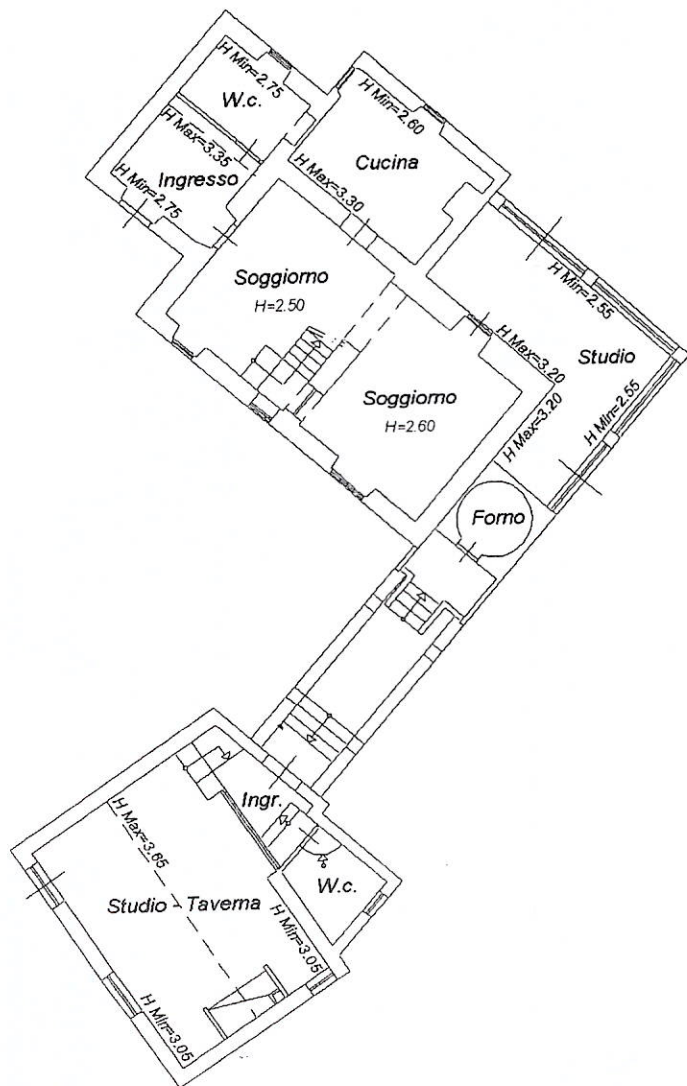 H Min=2.75
W.c.
H Max=3.35
Ingresso
H Min=2.75
H Min=2.60
Cucina
H Max=3.30
Soggiorno
H=2.50
H Min=2.55
Studio
H Max=3.20
H Max=3.20
H Min=2.55
Soggiorno
H=2.60
Forno
Ingr.
H Max=3.65
W.c.
Studio - Taverna
H Min=3.05
H Min=3.05